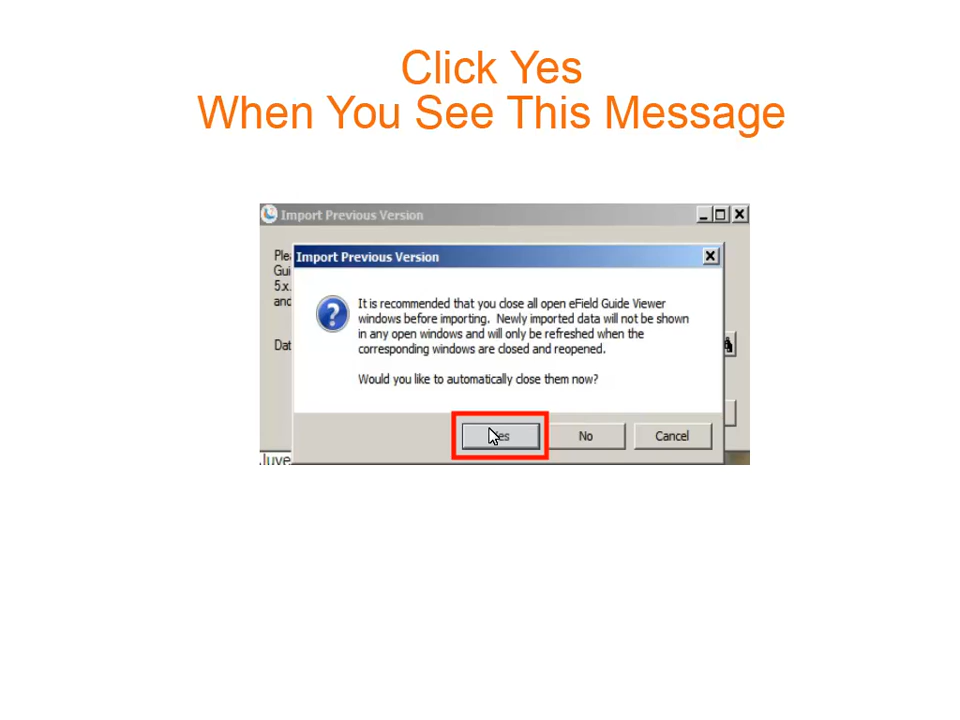 Click Yes
When You See This Message
Import Previous Version
Import Previous Version
It is recommended that you close all open eField Guide Viewer
windows before importing. Newly imported data will not be shown
in any open windows and will only be refreshed when the
corresponding windows are closed and reopened.
Would you like to automatically close them now?
Yes No Cancel